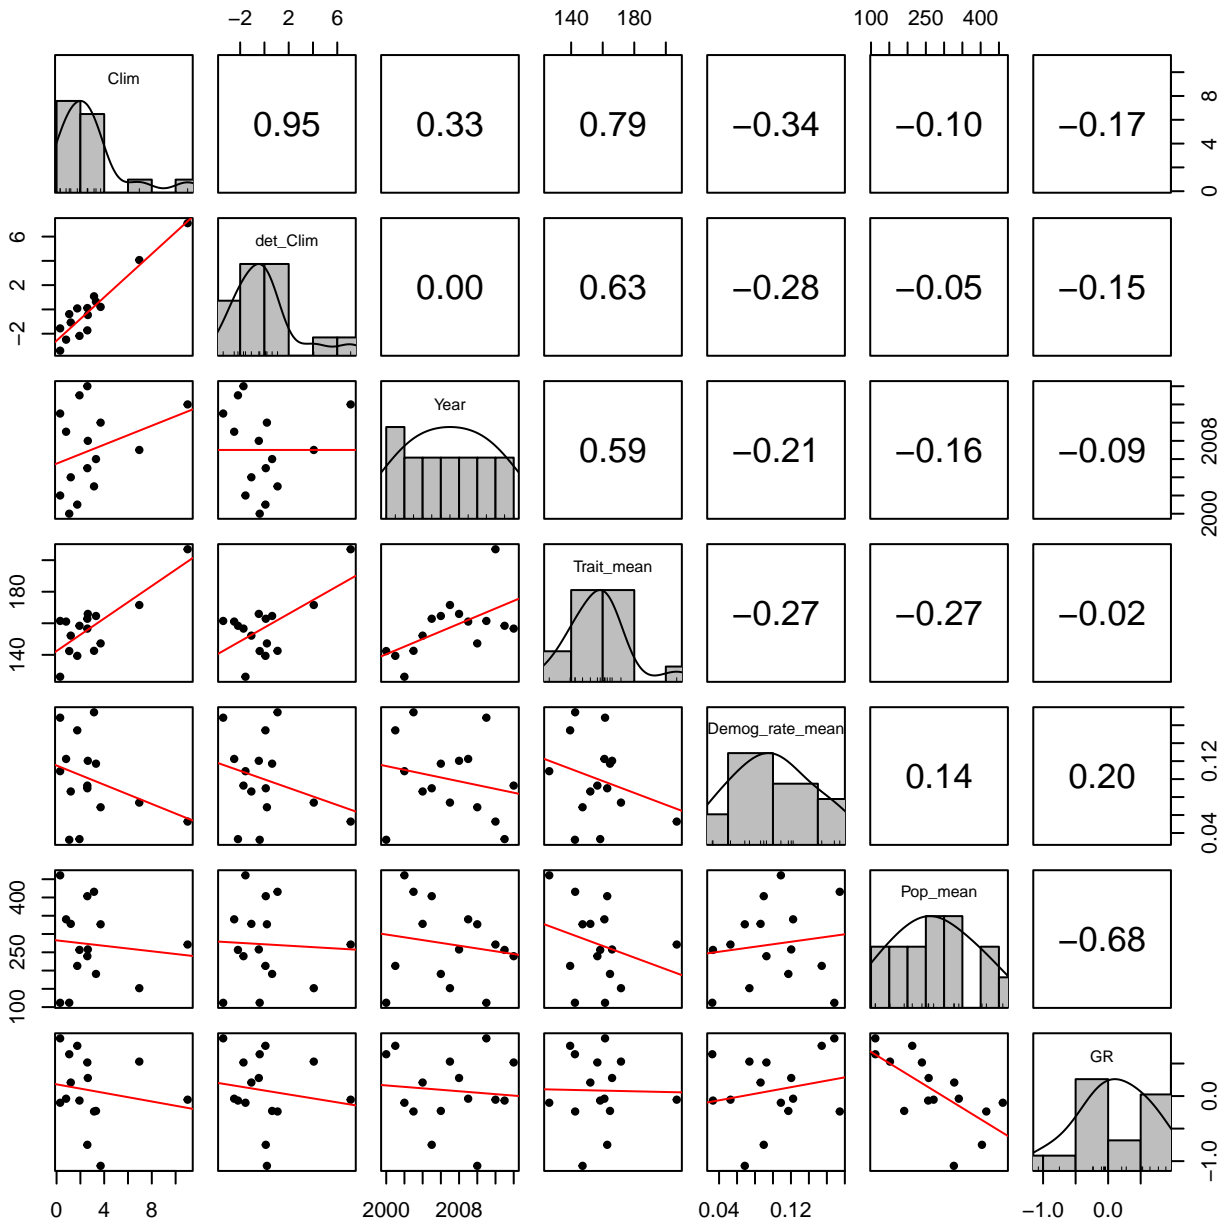 −2 2 6 140 180 100 250 400
Clim 0.95 0.33 0.79 −0.34 −0.10 −0.17 0 4 8
−2 2 6 det_Clim 0.00 0.63 −0.28 −0.05 −0.15
Year 0.59 −0.21 −0.16 −0.09 2000 2008
140 180 Trait_mean −0.27 −0.27 −0.02
Demog_rate_mean 0.14 0.20 0.04 0.12
100 250 400 Pop_mean −0.68
GR −1.0 0.0
0 4 8 2000 2008 0.04 0.12 −1.0 0.0